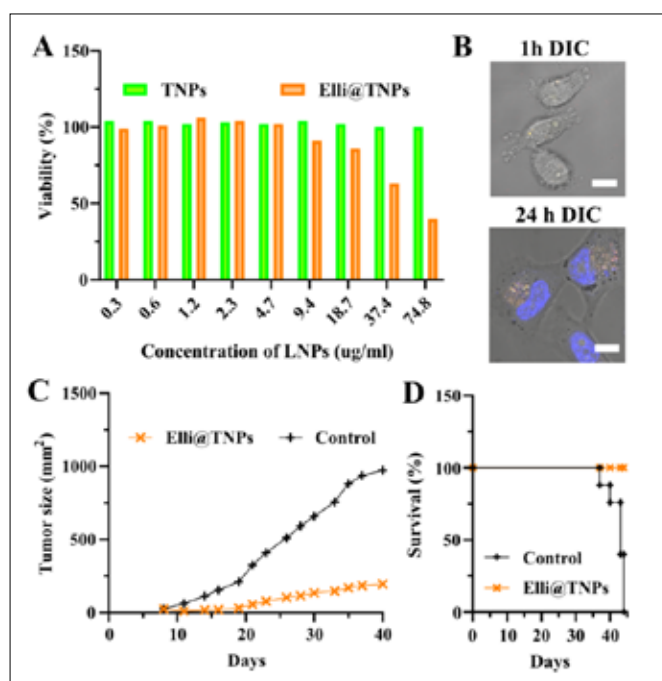 A
TNPs Elli@TNPs
Viability (%)
150
100
50
0
0.3 0.6 1.2 2.3 4.7 9.4 18.7 37.4 74.8
Concentration of LNPs (ug/ml)
B
1h DIC
24 h DIC
C
Elli@TNPs Control
Tumor size (mm²)
1500
1000
500
0
0 10 20 30 40
Days
D
Survival (%)
150
100
50
0
Control
Elli@TNPs
0 10 20 30 40
Days